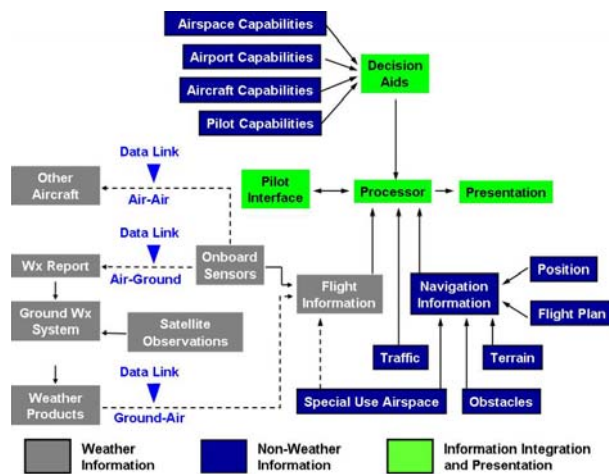 Airspace Capabilities
Airport Capabilities
Aircraft Capabilities
Pilot Capabilities
Decision
Aids
Data Link
Other
Aircraft
Air-Air
Pilot
Interface
Processor
Presentation
Data Link
Wx Report
Air-Ground
Onboard
Sensors
Flight
Information
Navigation
Information
Position
Flight Plan
Ground Wx
System
Satellite
Observations
Traffic
Terrain
Data Link
Weather
Products
Ground-Air
Special Use Airspace
Obstacles
Weather
Information
Non-Weather
Information
Information Integration
and Presentation